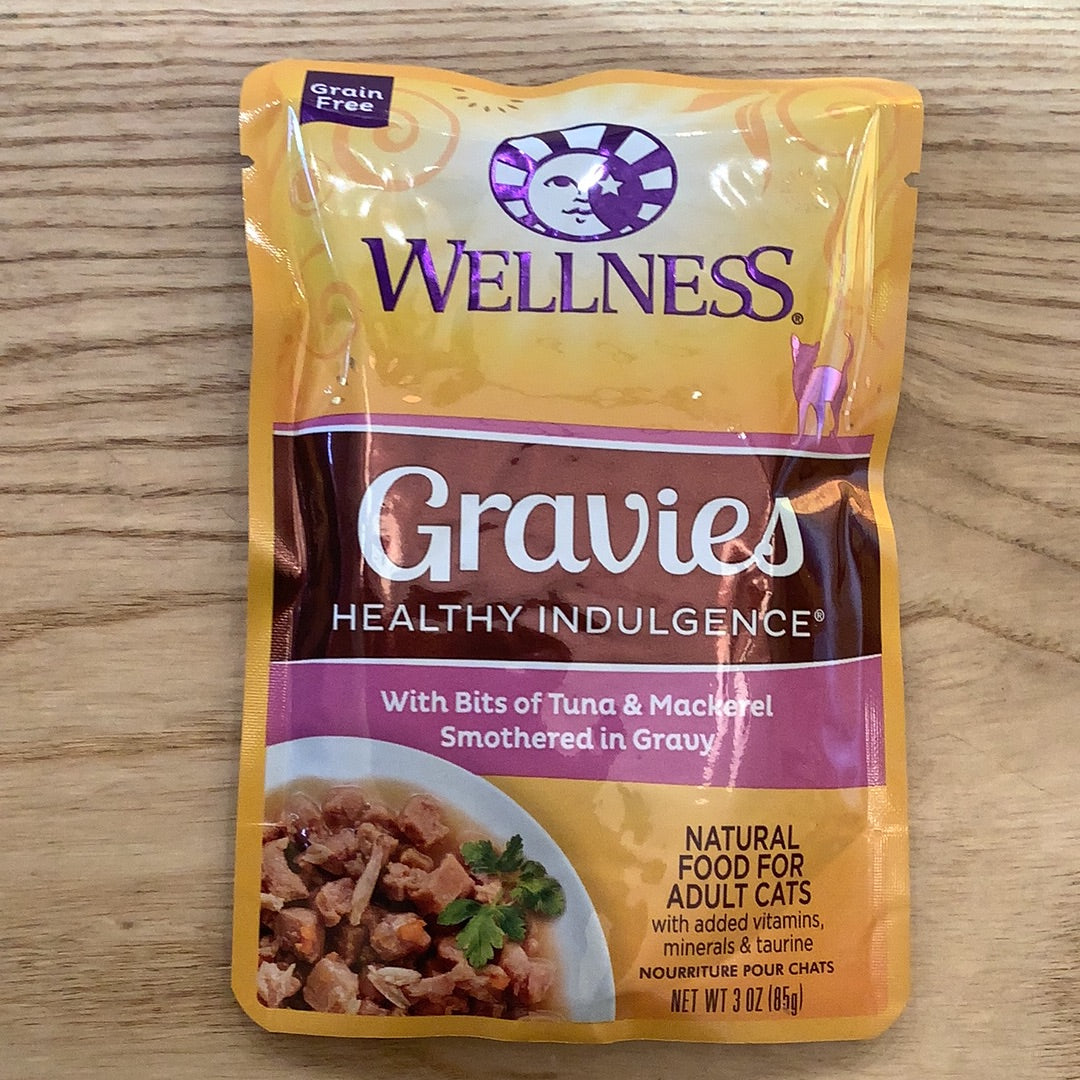 Grain
Free
WELLNESS®
Gravies
HEALTHY INDULGENCE®
With Bits of Tuna & Mackerel
Smothered in Gravy
NATURAL
FOOD FOR
ADULT CATS
with added vitamins,
minerals & taurine
NOURRITURE POUR CHATS
NET WT 3 OZ (85g)